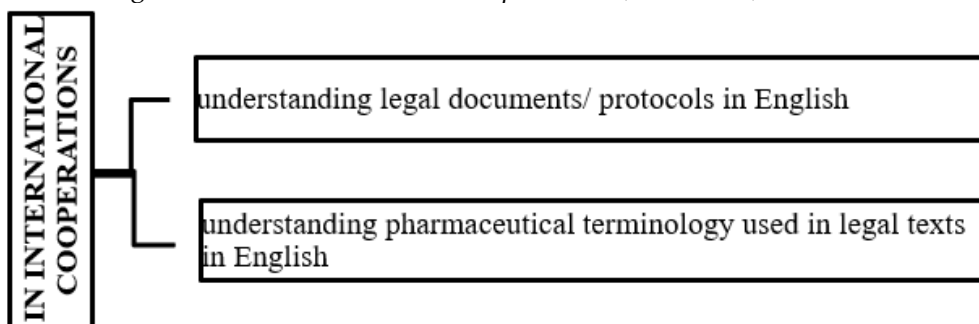 IN INTERNATIONAL
COOPERATIONS
understanding legal documents/ protocols in English
understanding pharmaceutical terminology used in legal texts
in English